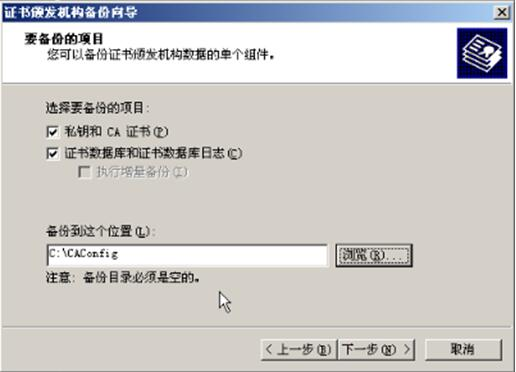 证书颁发机构备份向导
要备份的项目
您可以备份证书颁发机构数据的单个组件。
选择要备份的项目:
私钥和 CA 证书(P)
证书数据库和证书数据库日志(C)
执行增量备份(I)
备份到这个位置(L):
C:\CAConfig 浏览(R)...
注意: 备份目录必须是空的。
< 上一步(B) 下一步(N) > 取消